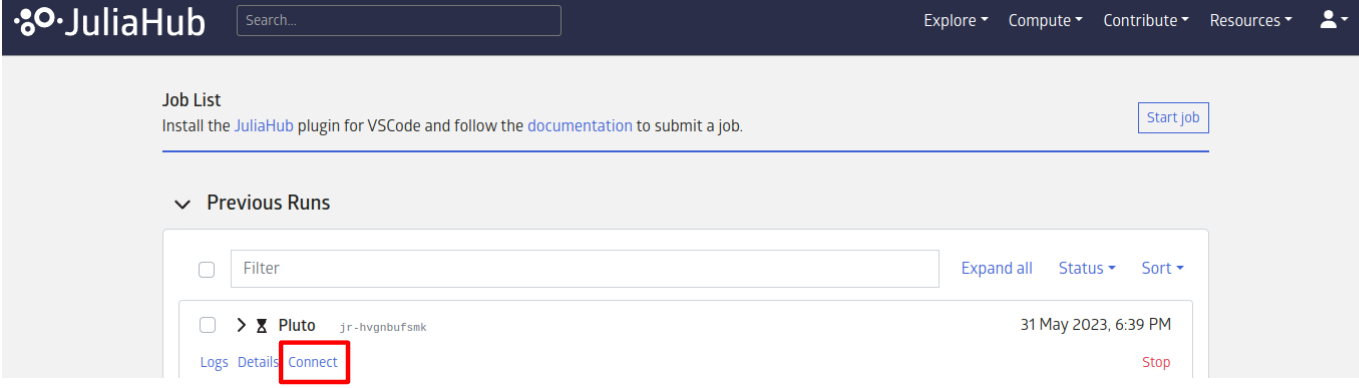 JuliaHub Search... Explore Compute Contribute Resources
Job List
Install the JuliaHub plugin for VSCode and follow the documentation to submit a job.
Start job
Previous Runs
Filter Expand all Status Sort
Pluto jr-hvgnbufsmk 31 May 2023, 6:39 PM
Logs Details Connect Stop